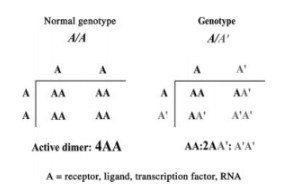 Normal genotype Genotype
A/A A/A'
A A A A'
A AA AA A AA AA'
A AA AA A' AA' A'A'
Active dimer: 4AA AA:2AA': A'A'
A = receptor, ligand, transcription factor, RNA